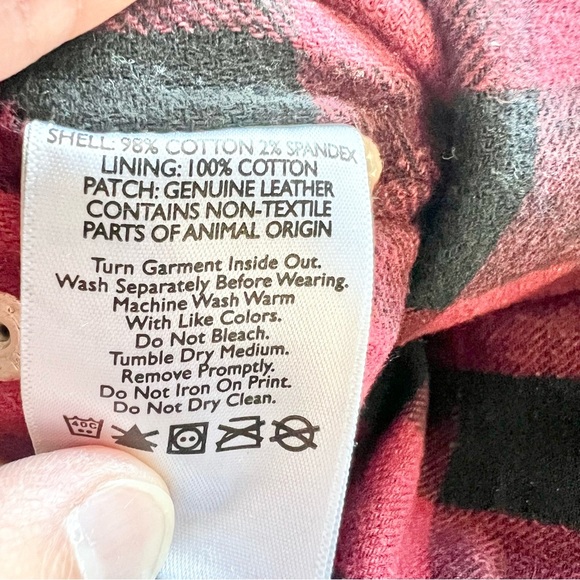 SHELL: 98% COTTON 2% SPANDEX
LINING: 100% COTTON
PATCH: GENUINE LEATHER
CONTAINS NON-TEXTILE
PARTS OF ANIMAL ORIGIN
Turn Garment Inside Out.
Wash Separately Before Wearing.
Machine Wash Warm
With Like Colors.
Do Not Bleach.
Tumble Dry Medium.
Remove Promptly.
Do Not Iron On Print.
Do Not Dry Clean.
40C